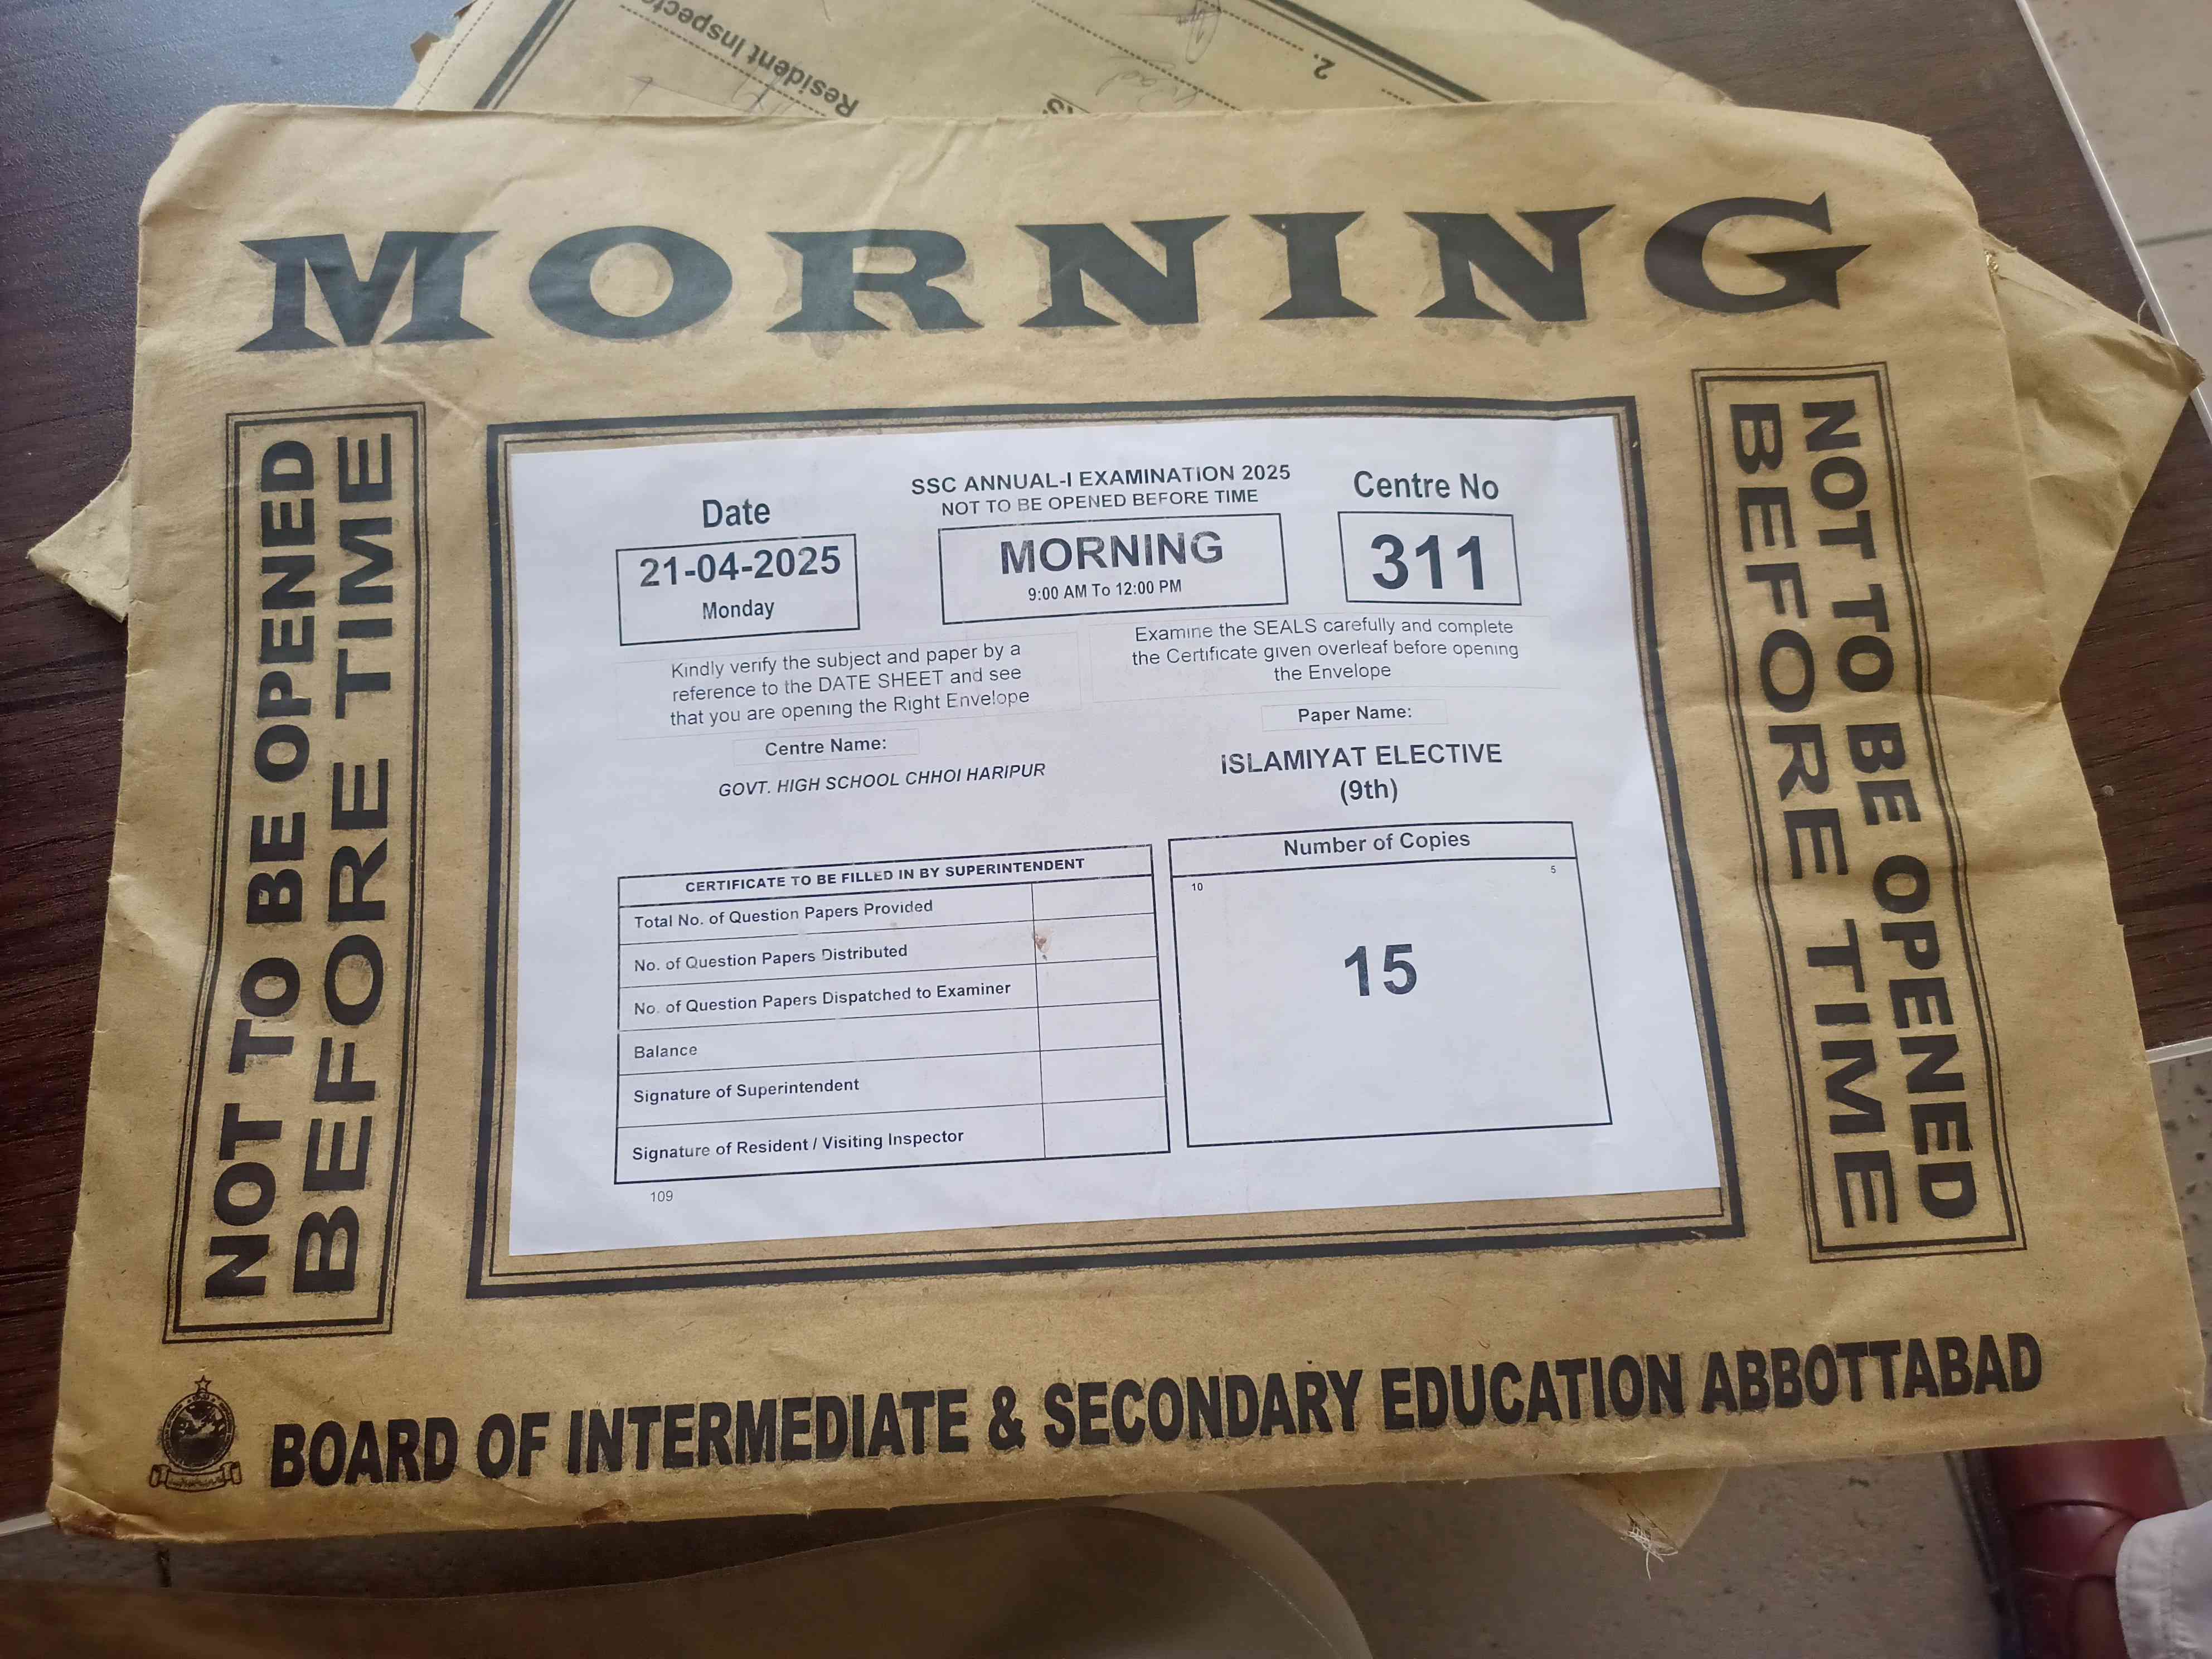 Resident Inspecto
2.
MORNING
NOT TO BE OPENED
BEFORE TIME
SSC ANNUAL-I EXAMINATION 2025
NOT TO BE OPENED BEFORE TIME
Date
21-04-2025
Monday
MORNING
9:00 AM To 12:00 PM
Centre No
311
Kindly verify the subject and paper by a
reference to the DATE SHEET and see
that you are opening the Right Envelope
Examine the SEALS carefully and complete
the Certificate given overleaf before opening
the Envelope
Centre Name:
GOVT. HIGH SCHOOL CHHOI HARIPUR
Paper Name:
ISLAMIYAT ELECTIVE
(9th)
CERTIFICATE TO BE FILLED IN BY SUPERINTENDENT
Total No. of Question Papers Provided
No. of Question Papers Distributed
No. of Question Papers Dispatched to Examiner
Balance
Signature of Superintendent
Signature of Resident / Visiting Inspector
109
Number of Copies
10
5
15
NOT TO BE OPENED
BEFORE TIME
BOARD OF INTERMEDIATE & SECONDARY EDUCATION ABBOTTABAD